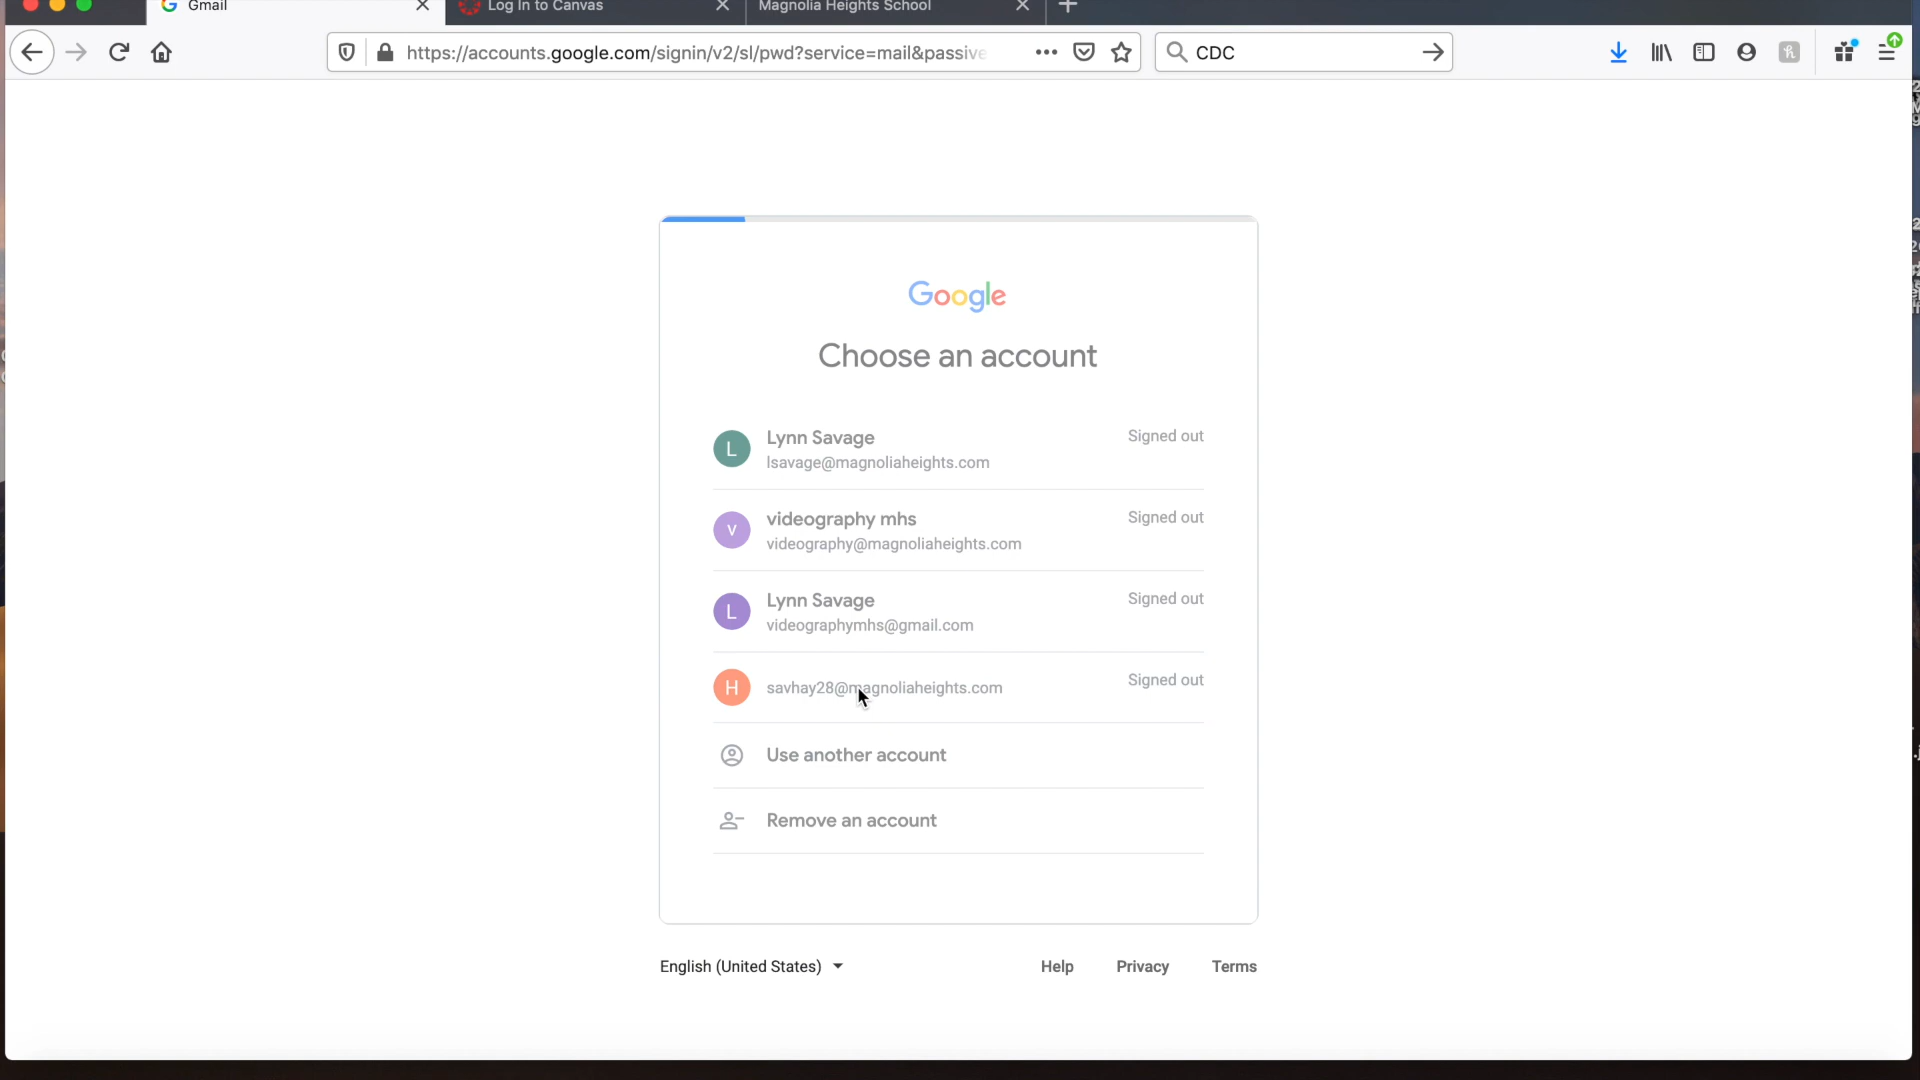 Gmail
Log In to Canvas
Magnolia Heights School
https://accounts.google.com/signin/v2/sl/pwd?service=mail&passive
CDC
Google
Choose an account
L
Lynn Savage
Signed out
lsavage@magnoliaheights.com
V
videography mhs
Signed out
videography@magnoliaheights.com
L
Lynn Savage
Signed out
videographymhs@gmail.com
H
savhay28@magnoliaheights.com
Signed out
Use another account
Remove an account
English (United States)
Help
Privacy
Terms